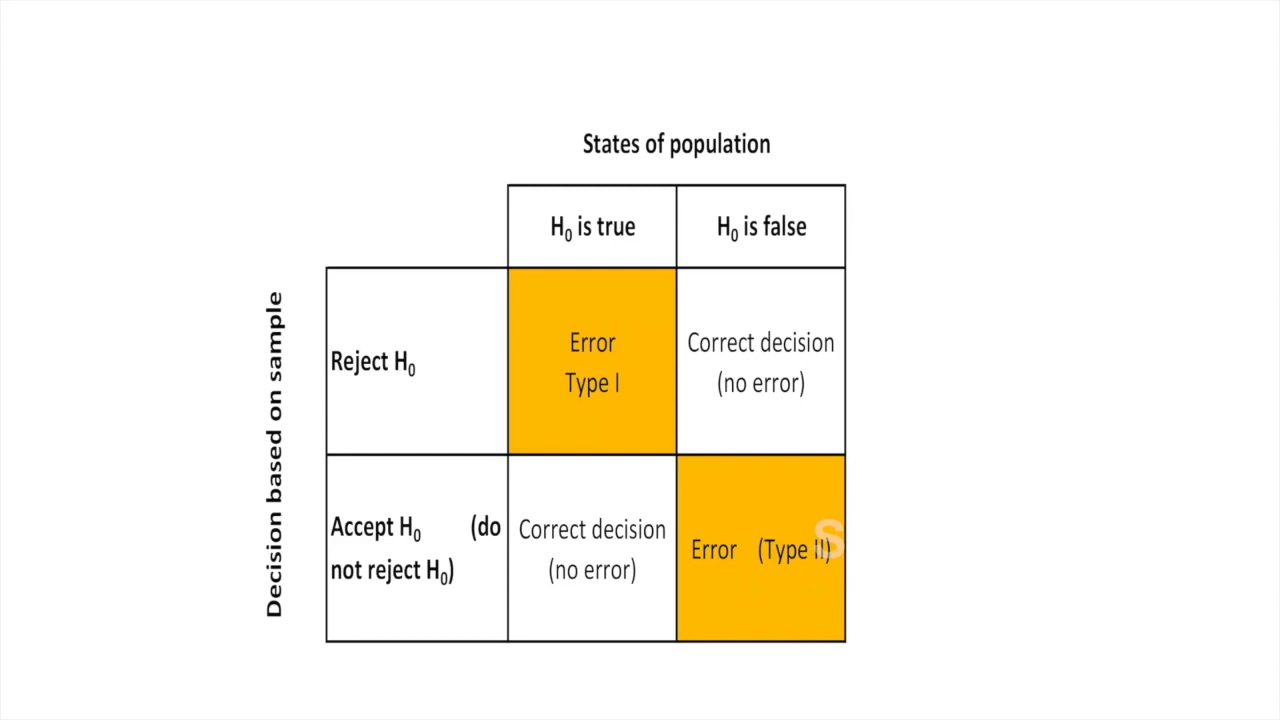 States of population
H₀ is true
H₀ is false
Decision based on sample
Reject H₀
Error
Type I
Correct decision
(no error)
Accept H₀ (do
not reject H₀)
Correct decision
(no error)
Error (Type II)
S